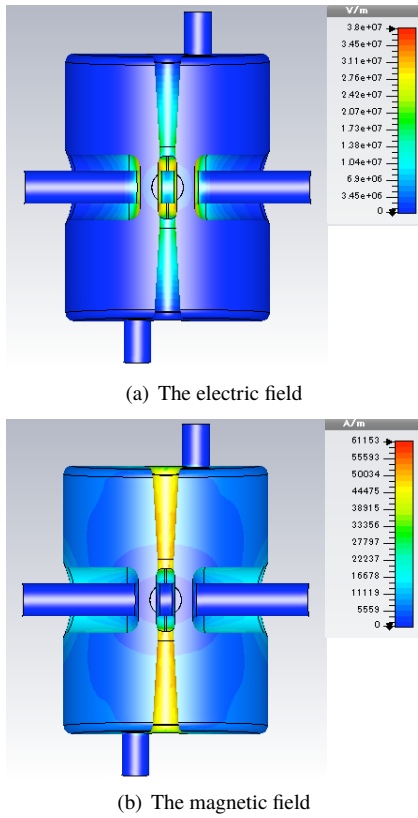 V/m
3.8e+07
3.45e+07
3.11e+07
2.76e+07
2.42e+07
2.07e+07
1.73e+07
1.38e+07
1.04e+07
6.9e+06
3.45e+06
0
(a) The electric field
A/m
61153
55593
50034
44475
38915
33356
27797
22237
16678
11119
5559
0
(b) The magnetic field